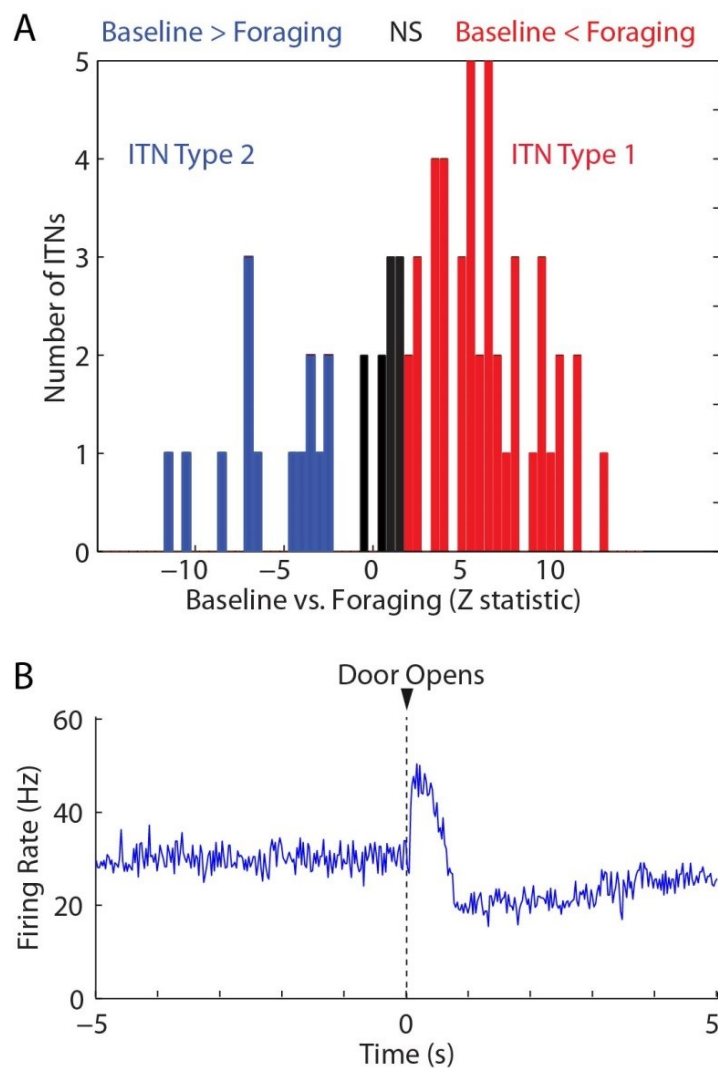 A
Baseline > Foraging NS Baseline < Foraging
5
ITN Type 2 ITN Type 1
4
3
2
1
0
Number of ITNs
−10 −5 0 5 10
Baseline vs. Foraging (Z statistic)
B
Door Opens
60
40
20
0
Firing Rate (Hz)
−5 0 5
Time (s)